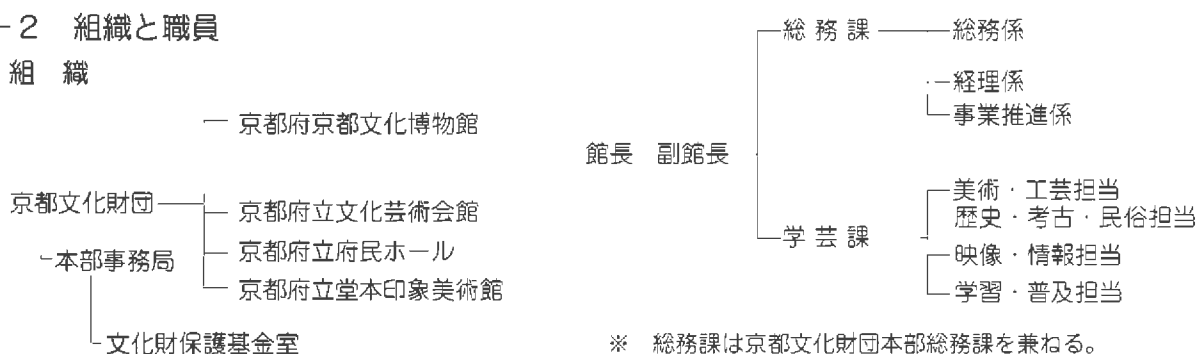 -2 組織と職員
組 織
京都府京都文化博物館
京都文化財団
京都府立文化芸術会館
京都府立府民ホール
本部事務局
京都府立堂本印象美術館
文化財保護基金室
総務課
総務係
経理係
事業推進係
館長 副館長
美術・工芸担当
歴史・考古・民俗担当
学芸課
映像・情報担当
学習・普及担当
※ 総務課は京都文化財団本部総務課を兼ねる。